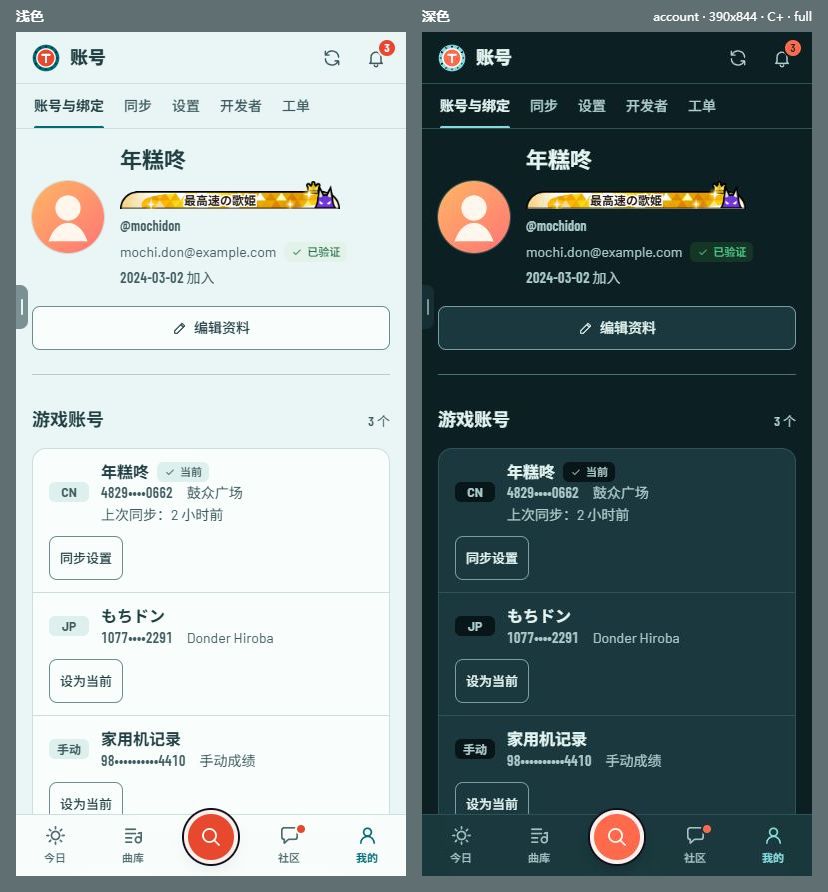 浅色
账号
3
账号与绑定 同步 设置 开发者 工单
年糕咚
最高速の歌姫
@mochidon
mochi.don@example.com 已验证
2024-03-02 加入
编辑资料
游戏账号 3 个
CN 年糕咚 当前
4829••••0662 鼓众广场
上次同步：2 小时前
同步设置
JP もちドン
1077••••2291 Donder Hiroba
设为当前
手动 家用机记录
98••••••••••4410 手动成绩
设为当前
今日 曲库 社区 我的
深色 account · 390x844 · C+ · full
账号
3
账号与绑定 同步 设置 开发者 工单
年糕咚
最高速の歌姫
@mochidon
mochi.don@example.com 已验证
2024-03-02 加入
编辑资料
游戏账号 3 个
CN 年糕咚 当前
4829••••0662 鼓众广场
上次同步：2 小时前
同步设置
JP もちドン
1077••••2291 Donder Hiroba
设为当前
手动 家用机记录
98••••••••••4410 手动成绩
设为当前
今日 曲库 社区 我的